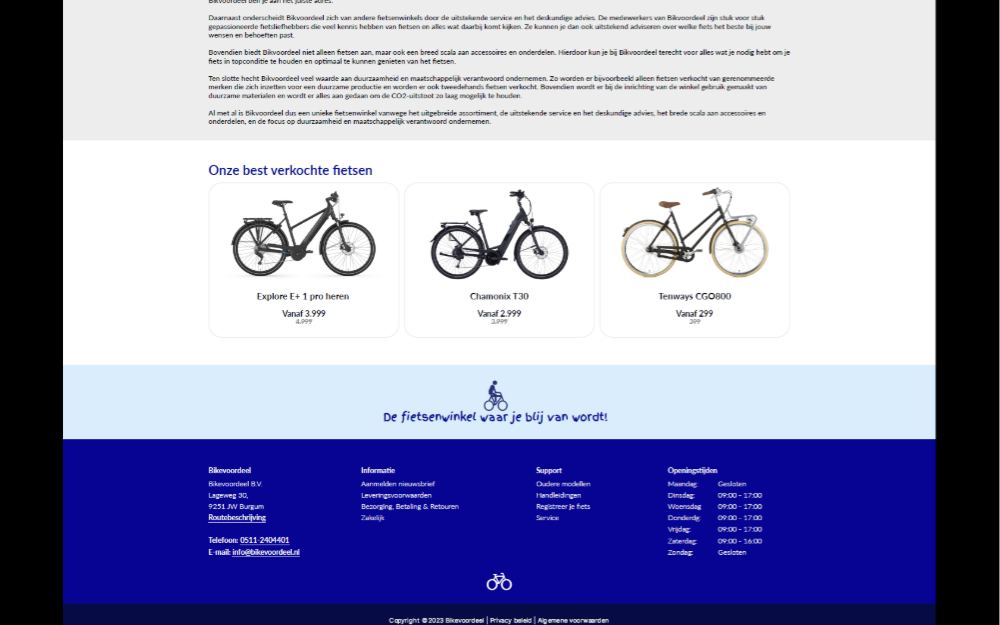 Bikevoordeel ben je aan het juiste adres.
Daarnaast onderscheidt Bikvoordeel zich van andere fietsenwinkels door de uitstekende service en het deskundige advies. De medewerkers van Bikvoordeel zijn stuk voor stuk
gepassioneerde fietsliefhebbers die veel kennis hebben van fietsen en alles wat daarbij komt kijken. Ze kunnen je dan ook uitstekend adviseren over welke fiets het beste bij jouw
wensen en behoeften past.
Bovendien biedt Bikvoordeel niet alleen fietsen aan, maar ook een breed scala aan accessoires en onderdelen. Hierdoor kun je bij Bikvoordeel terecht voor alles wat je nodig hebt om je
fiets in topconditie te houden en optimaal te kunnen genieten van het fietsen.
Ten slotte hecht Bikvoordeel veel waarde aan duurzaamheid en maatschappelijk verantwoord ondernemen. Zo worden er bijvoorbeeld alleen fietsen verkocht van gerenommeerde
merken die zich inzetten voor een duurzame productie en worden er ook tweedehands fietsen verkocht. Bovendien wordt er bij de inrichting van de winkel gebruik gemaakt van
duurzame materialen en wordt er alles aan gedaan om de CO2-uitstoot zo laag mogelijk te houden.
Al met al is Bikvoordeel dus een unieke fietsenwinkel vanwege het uitgebreide assortiment, de uitstekende service en het deskundige advies, het brede scala aan accessoires en
onderdelen, en de focus op duurzaamheid en maatschappelijk verantwoord ondernemen.
Onze best verkochte fietsen
Explore E+ 1 pro heren
Vanaf 3.999
4.999
Chamonix T30
Vanaf 2.999
3.999
Tenways CGO800
Vanaf 299
399
De fietsenwinkel waar je blij van wordt!
Bikevoordeel
Bikevoordeel B.V.
Lageweg 30,
9251 JW Burgum
Routebeschrijving
Telefoon: 0511-2404401
E-mail: info@bikevoordeel.nl
Informatie
Aanmelden nieuwsbrief
Leveringsvoorwaarden
Bezorging, Betaling & Retouren
Zakelijk
Support
Oudere modellen
Handleidingen
Registreer je fiets
Service
Openingstijden
Maandag: Gesloten
Dinsdag: 09:00 - 17:00
Woensdag 09:00 - 17:00
Donderdg: 09:00 - 17:00
Vrijdag: 09:00 - 17:00
Zaterdag: 09:00 - 16:00
Zondag: Gesloten
Copyright © 2023 Bikevoordeel | Privacy beleid | Algemene voorwaarden